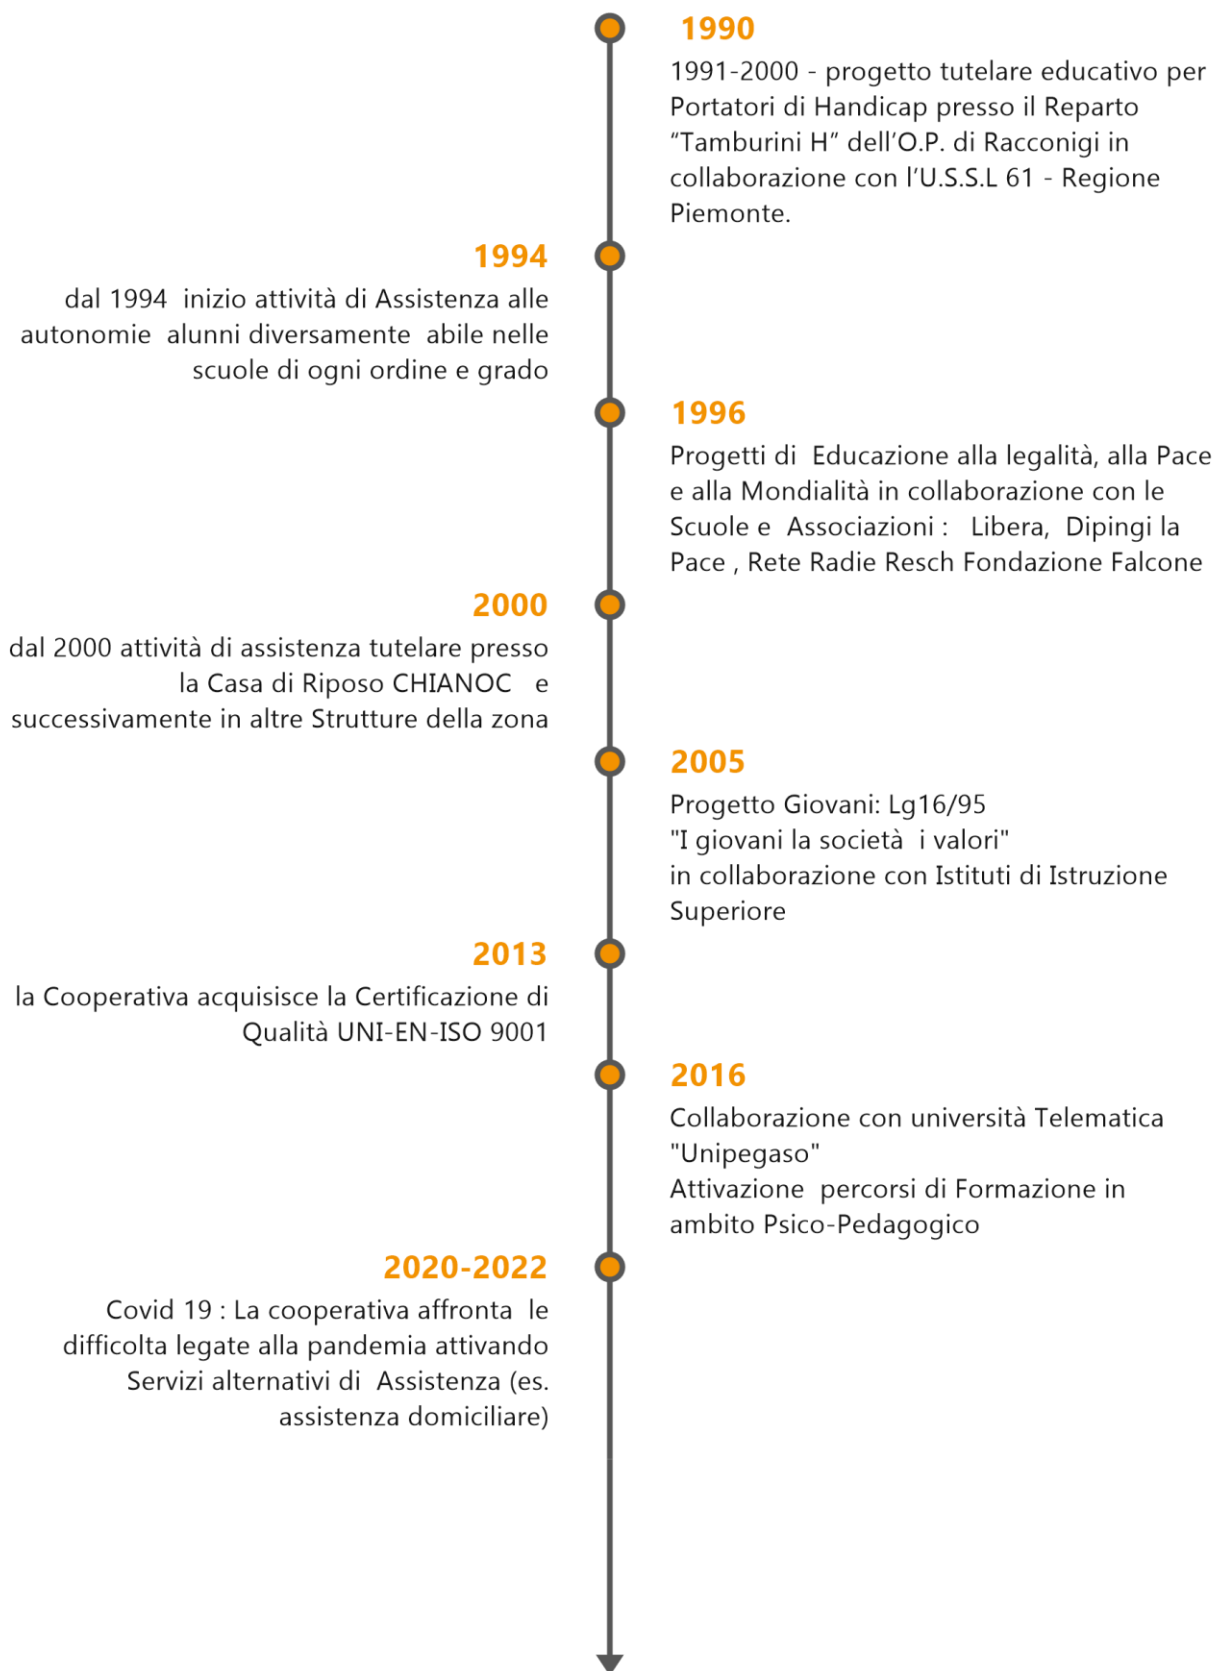 1990
1991-2000 - progetto tutelare educativo per
Portatori di Handicap presso il Reparto
“Tamburini H” dell’O.P. di Racconigi in
collaborazione con l’U.S.S.L 61 - Regione
Piemonte.
1994
dal 1994  inizio attività di Assistenza alle
autonomie  alunni diversamente  abile nelle
scuole di ogni ordine e grado
1996
Progetti di  Educazione alla legalità, alla Pace
e alla Mondialità in collaborazione con le
Scuole e  Associazioni :   Libera,  Dipingi la
Pace , Rete Radie Resch Fondazione Falcone
2000
dal 2000 attività di assistenza tutelare presso
la Casa di Riposo CHIANOC   e
successivamente in altre Strutture della zona
2005
Progetto Giovani: Lg16/95
"I giovani la società  i valori"
in collaborazione con Istituti di Istruzione
Superiore
2013
la Cooperativa acquisisce la Certificazione di
Qualità UNI-EN-ISO 9001
2016
Collaborazione con università Telematica
"Unipegaso"
Attivazione  percorsi di Formazione in
ambito Psico-Pedagogico
2020-2022
Covid 19 : La cooperativa affronta  le
difficolta legate alla pandemia attivando
Servizi alternativi di  Assistenza (es.
assistenza domiciliare)